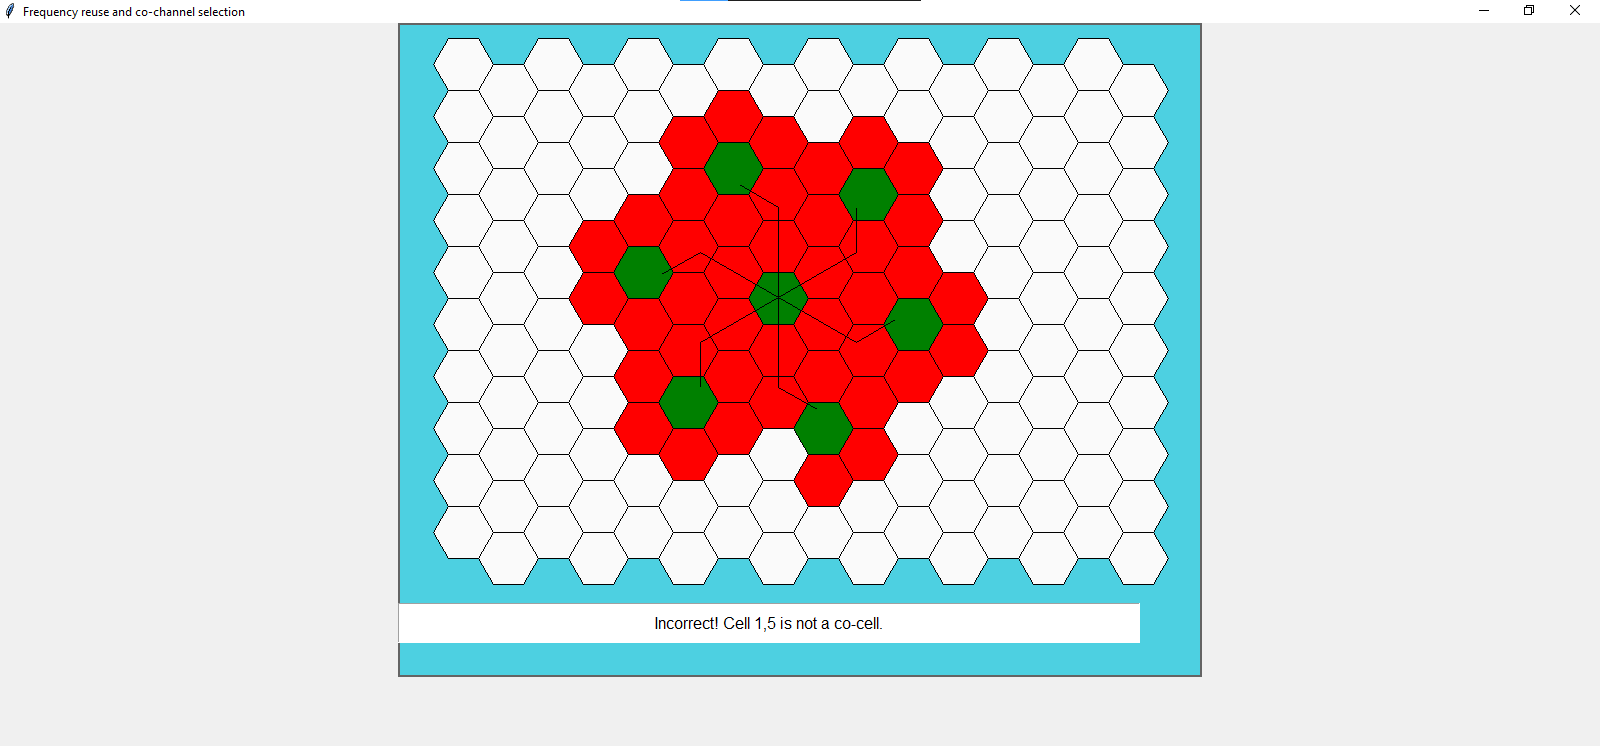 Frequency reuse and co-channel selection
Incorrect! Cell 1,5 is not a co-cell.